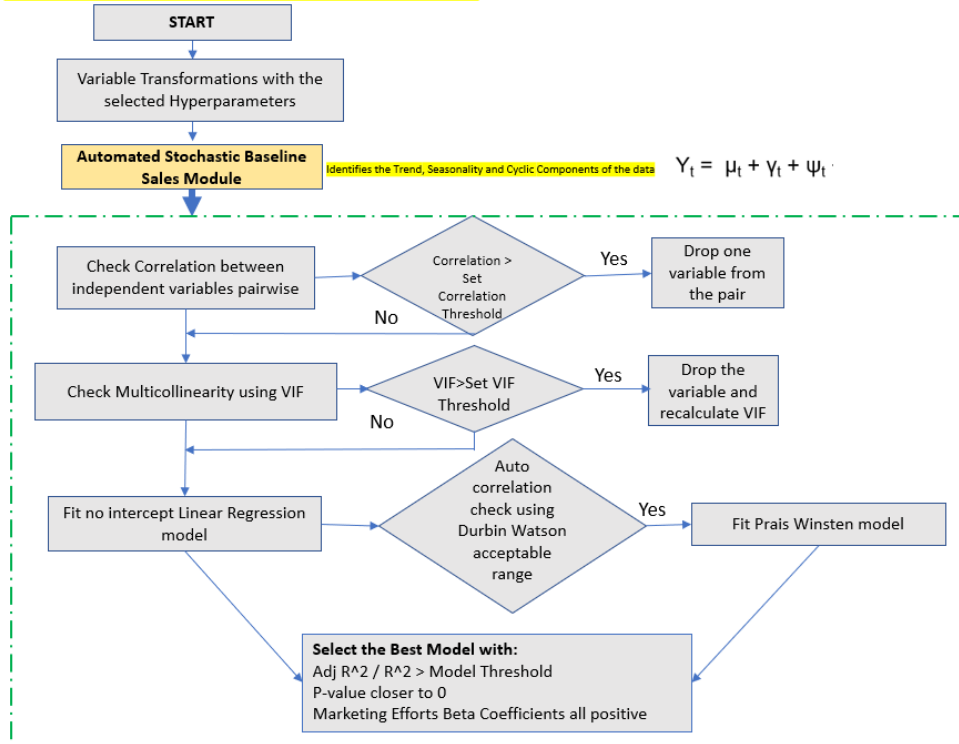 START
Variable Transformations with the
selected Hyperparameters
Automated Stochastic Baseline
Sales Module
Identifies the Trend, Seasonality and Cyclic Components of the data
Yₜ = μₜ + γₜ + ψₜ
Check Correlation between
independent variables pairwise
Correlation >
Set
Correlation
Threshold
Yes
Drop one
variable from
the pair
No
Check Multicollinearity using VIF
VIF>Set VIF
Threshold
Yes
Drop the
variable and
recalculate VIF
No
Fit no intercept Linear Regression
model
Auto
correlation
check using
Durbin Watson
acceptable
range
Yes
Fit Prais Winsten model
Select the Best Model with:
Adj R^2 / R^2 > Model Threshold
P-value closer to 0
Marketing Efforts Beta Coefficients all positive